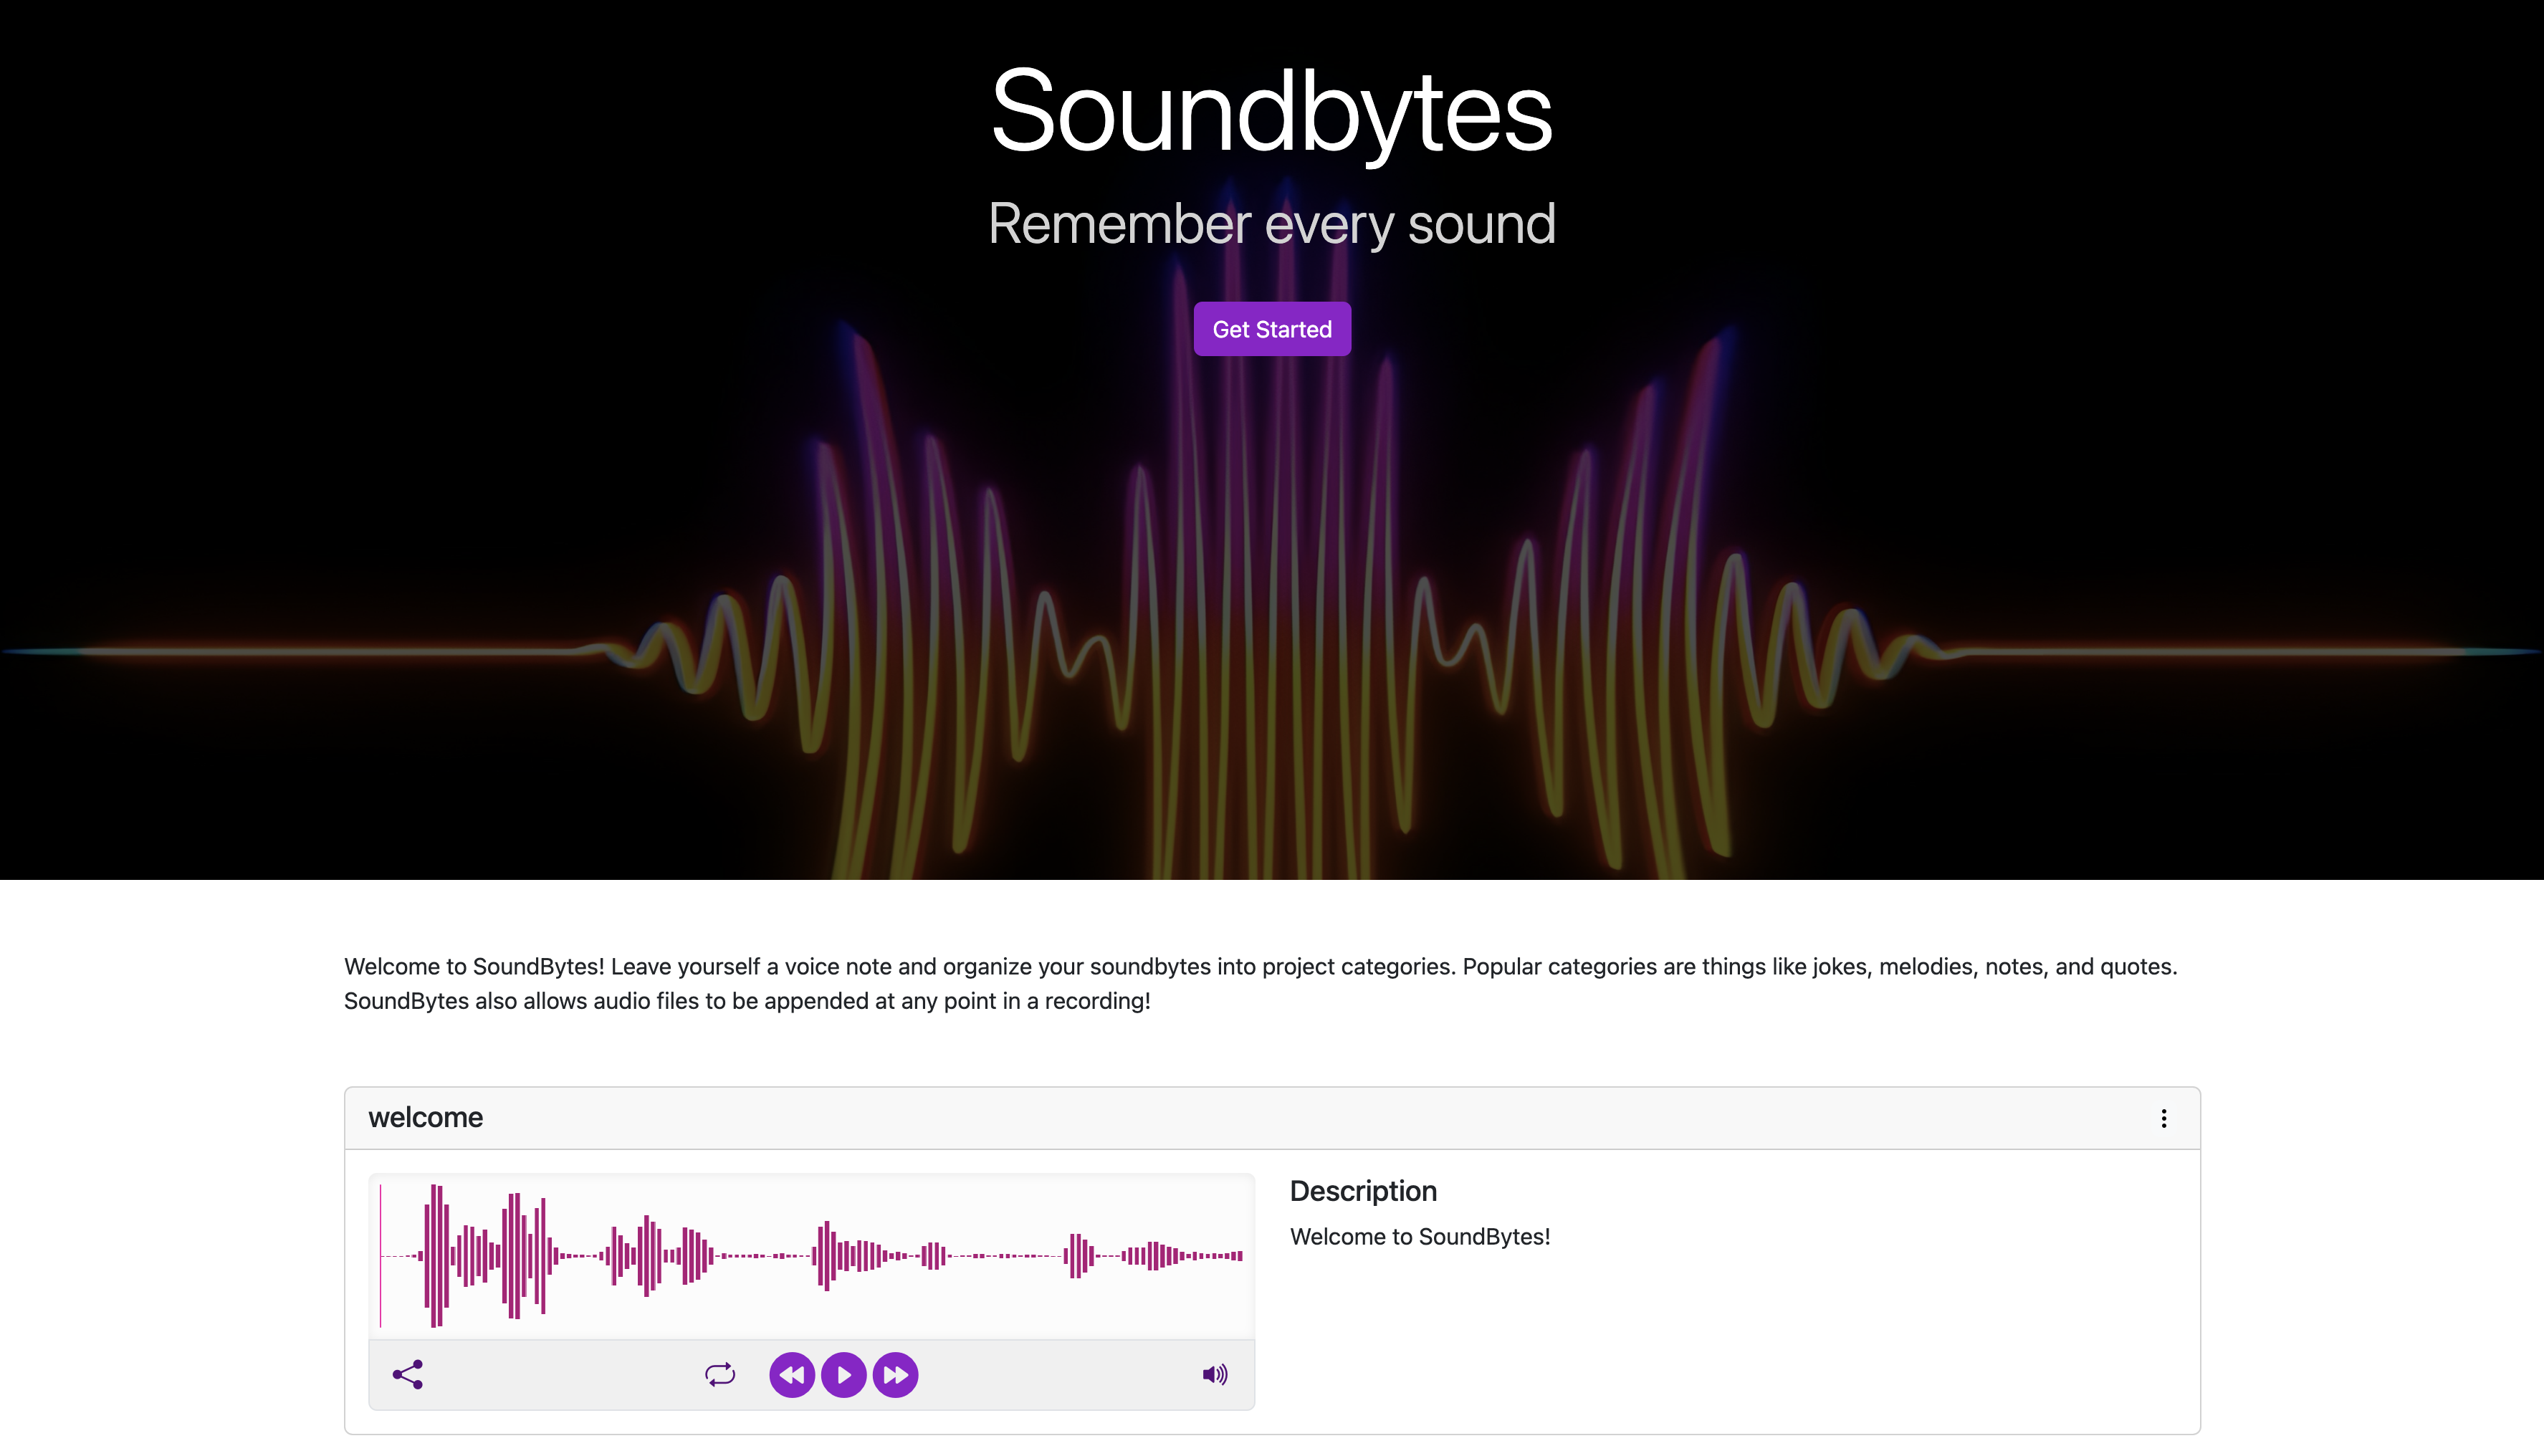 Soundbytes
Remember every sound
Get Started
Welcome to SoundBytes! Leave yourself a voice note and organize your soundbytes into project categories. Popular categories are things like jokes, melodies, notes, and quotes.
SoundBytes also allows audio files to be appended at any point in a recording!
welcome
Description
Welcome to SoundBytes!